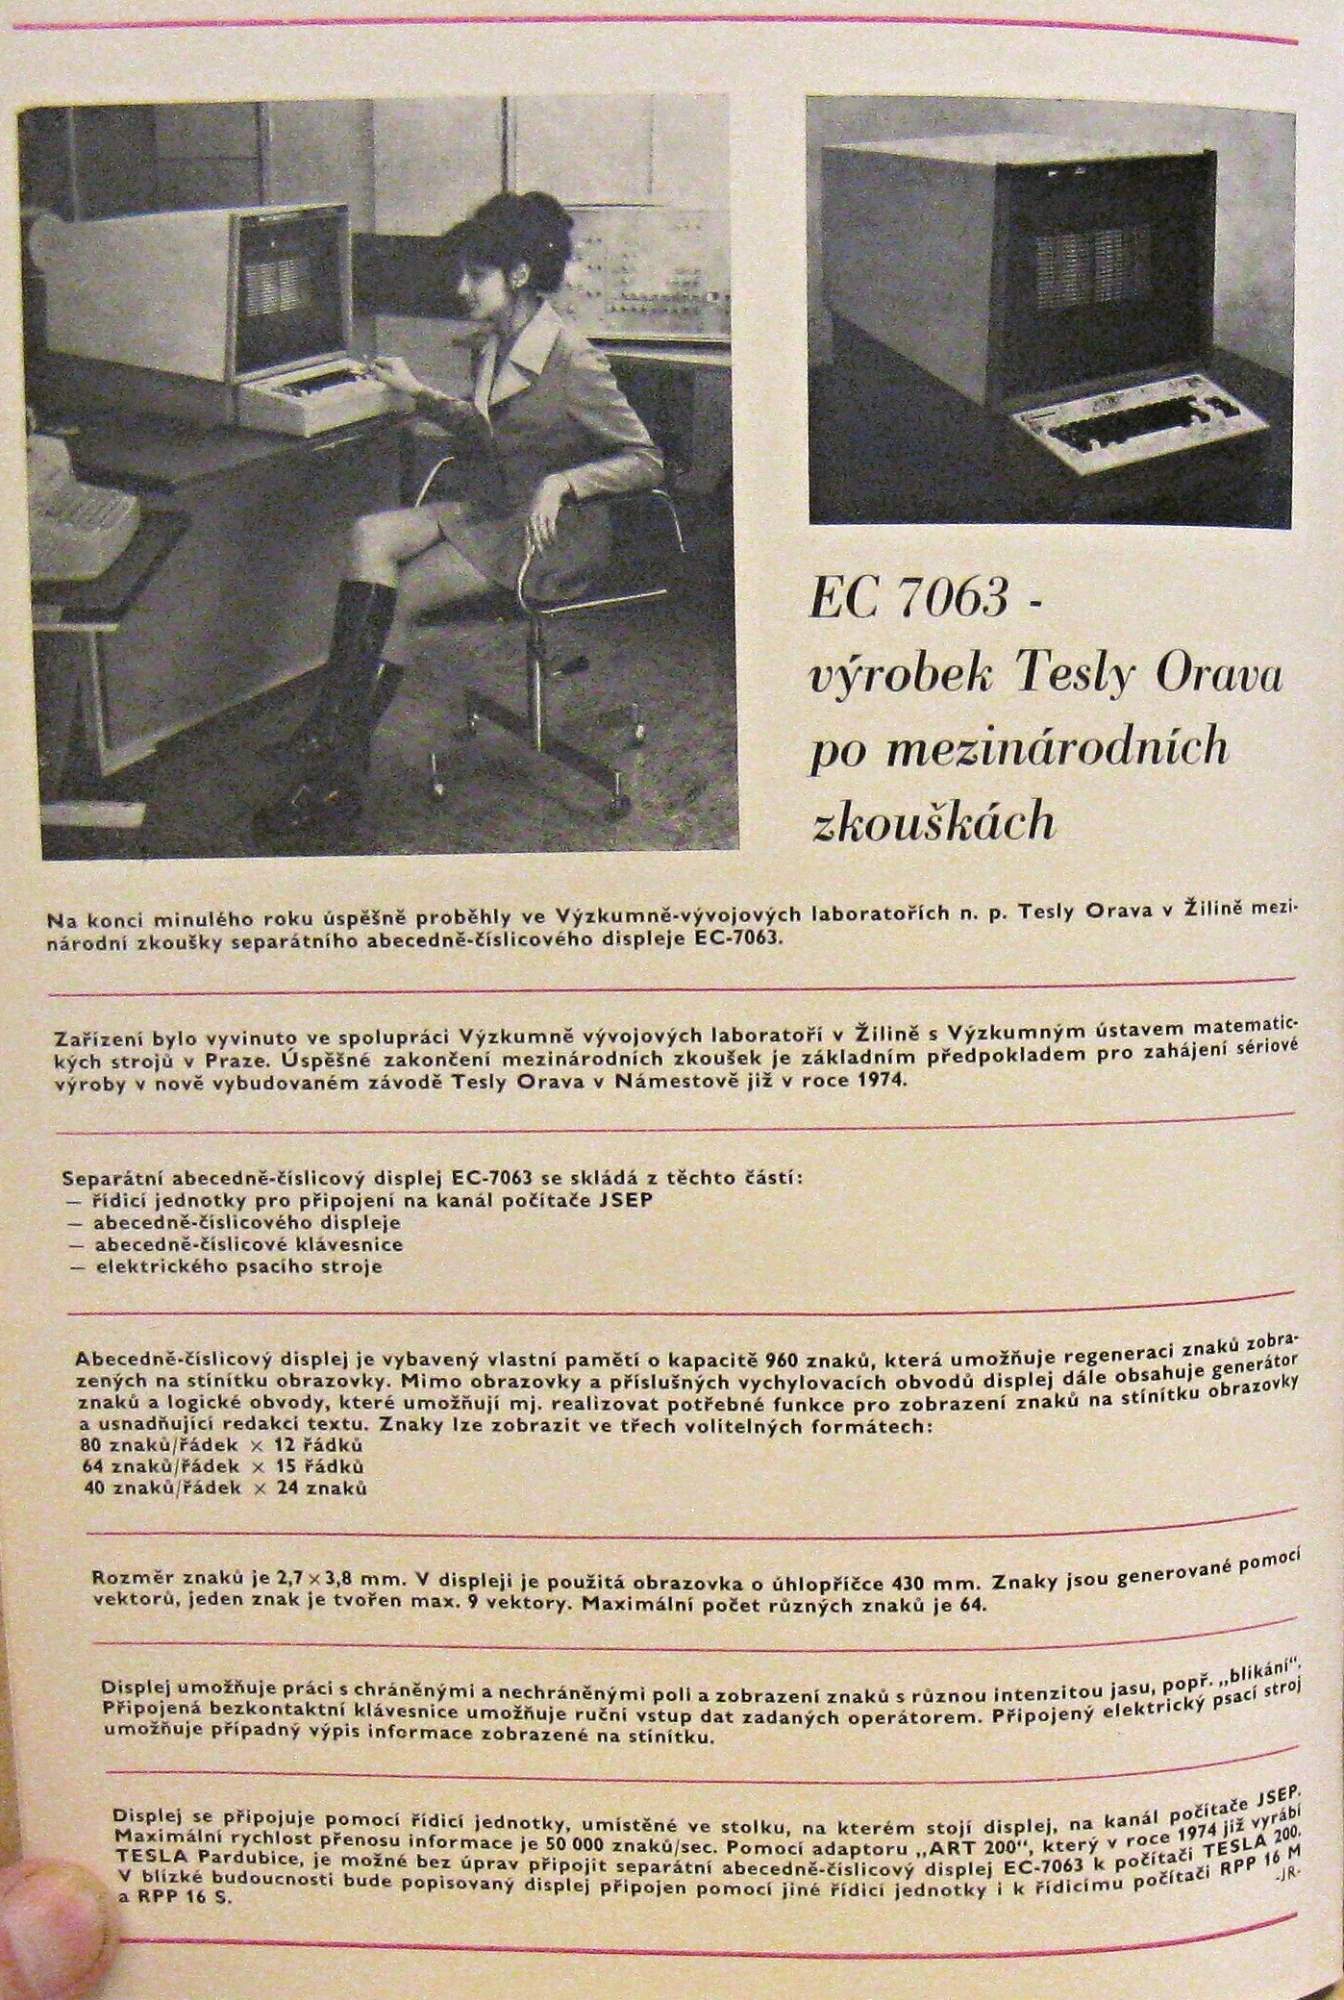 EC 7063 -
výrobek Tesly Orava
po mezinárodních
zkouškách
Na konci minulého roku úspěšně proběhly ve Výzkumně-vývojových laboratořích n. p. Tesly Orava v Žilině mezi-
národní zkoušky separátního abecedně-číslicového displeje EC-7063.
Zařízení bylo vyvinuto ve spolupráci Výzkumně vývojových laboratoří v Žilině s Výzkumným ústavem matematic-
kých strojů v Praze. Úspěšné zakončení mezinárodních zkoušek je základním předpokladem pro zahájení sériové
výroby v nově vybudovaném závodě Tesly Orava v Námestově již v roce 1974.
Separátní abecedně-číslicový displej EC-7063 se skládá z těchto částí:
— řídicí jednotky pro připojení na kanál počítače JSEP
— abecedně-číslicového displeje
— abecedně-číslicové klávesnice
— elektrického psacího stroje
Abecedně-číslicový displej je vybavený vlastní pamětí o kapacitě 960 znaků, která umožňuje regeneraci znaků zobra-
zených na stínítku obrazovky. Mimo obrazovky a příslušných vychylovacích obvodů displej dále obsahuje generátor
znaků a logické obvody, které umožňují mj. realizovat potřebné funkce pro zobrazení znaků na stínítku obrazovky
a usnadňující redakci textu. Znaky lze zobrazit ve třech volitelných formátech:
80 znaků/řádek × 12 řádků
64 znaků/řádek × 15 řádků
40 znaků/řádek × 24 znaků
Rozměr znaků je 2,7 × 3,8 mm. V displeji je použitá obrazovka o úhlopříčce 430 mm. Znaky jsou generované pomocí
vektorů, jeden znak je tvořen max. 9 vektory. Maximální počet různých znaků je 64.
Displej umožňuje práci s chráněnými a nechráněnými poli a zobrazení znaků s různou intenzitou jasu, popř. „blikání".
Připojená bezkontaktní klávesnice umožňuje ruční vstup dat zadaných operátorem. Připojený elektrický psací stroj
umožňuje případný výpis informace zobrazené na stínítku.
Displej se připojuje pomocí řídicí jednotky, umístěné ve stolku, na kterém stojí displej, na kanál počítače JSEP.
Maximální rychlost přenosu informace je 50 000 znaků/sec. Pomocí adaptoru „ART 200", který v roce 1974 již vyrábí
TESLA Pardubice, je možné bez úprav připojit separátní abecedně-číslicový displej EC-7063 k počítači TESLA 200.
V blízké budoucnosti bude popisovaný displej připojen pomocí jiné řídicí jednotky i k řídicímu počítači RPP 16 M
a RPP 16 S.
-JR-